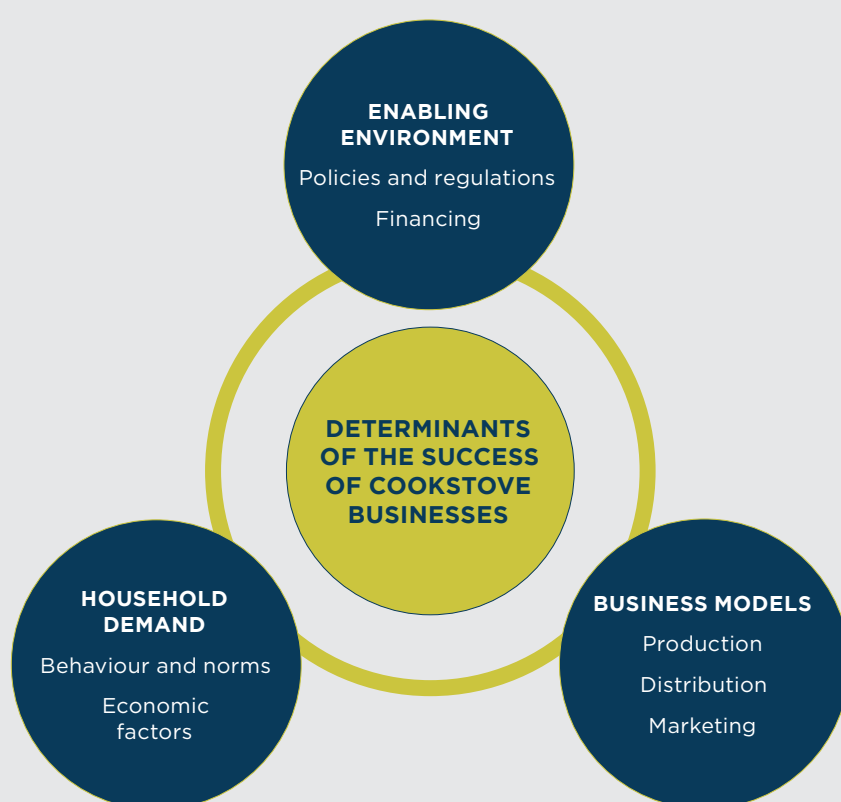 ENABLING
ENVIRONMENT
Policies and regulations
Financing
DETERMINANTS
OF THE SUCCESS
OF COOKSTOVE
BUSINESSES
HOUSEHOLD
DEMAND
Behaviour and norms
Economic
factors
BUSINESS MODELS
Production
Distribution
Marketing